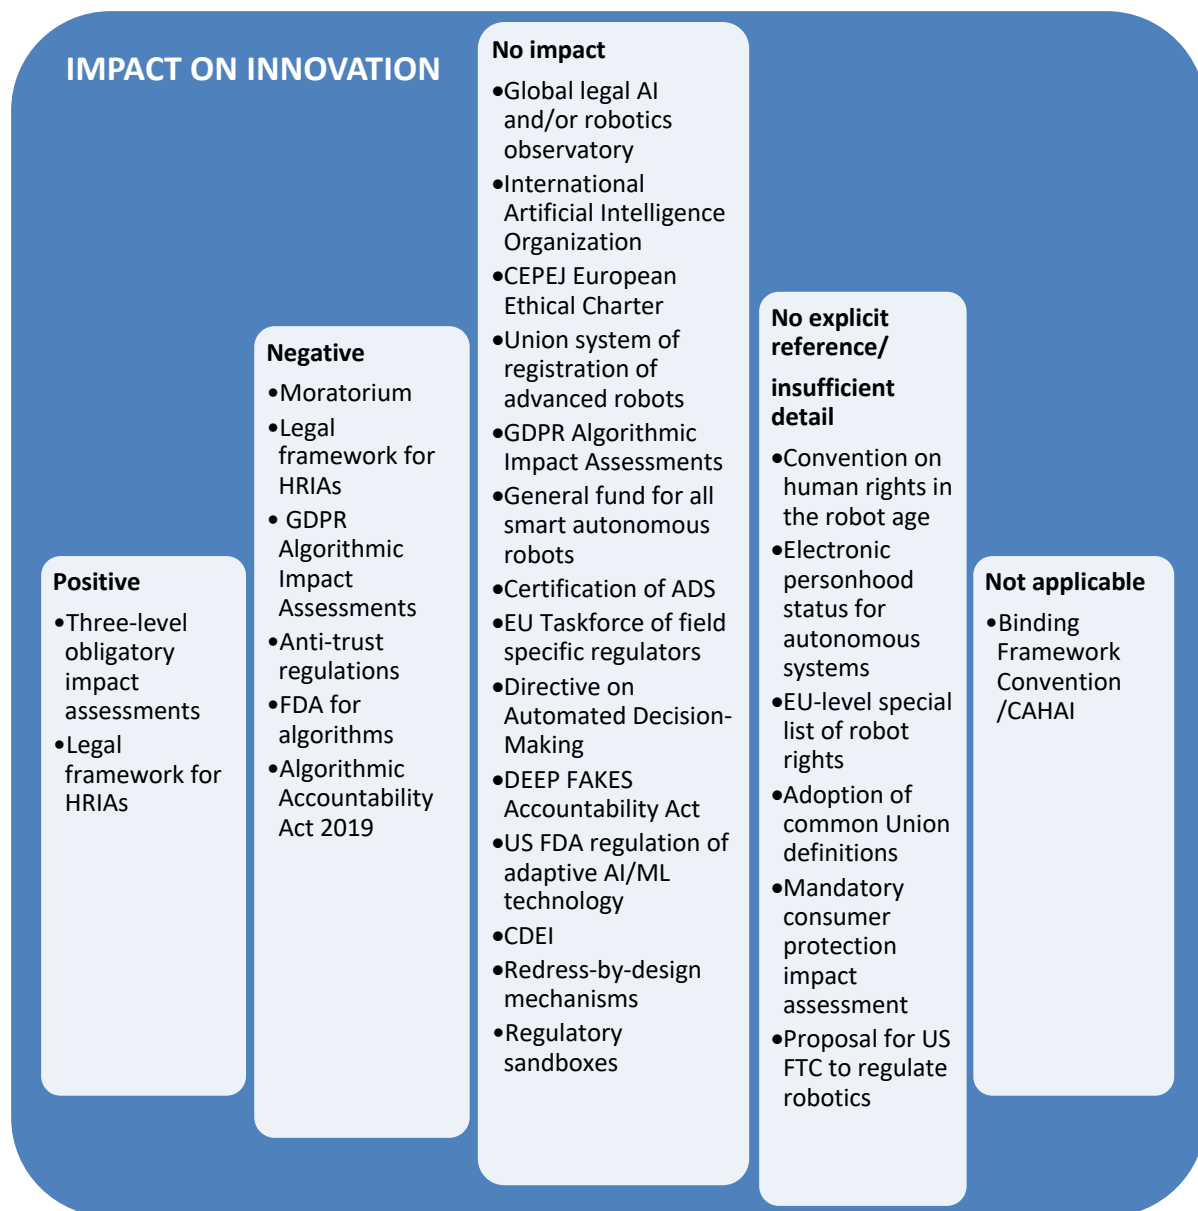 IMPACT ON INNOVATION
Positive
•Three-level
obligatory
impact
assessments
•Legal
framework for
HRIAs
Negative
•Moratorium
•Legal
framework for
HRIAs
• GDPR
Algorithmic
Impact
Assessments
•Anti-trust
regulations
•FDA for
algorithms
•Algorithmic
Accountability
Act 2019
No impact
•Global legal AI
and/or robotics
observatory
•International
Artificial Intelligence
Organization
•CEPEJ European
Ethical Charter
•Union system of
registration of
advanced robots
•GDPR Algorithmic
Impact Assessments
•General fund for all
smart autonomous
robots
•Certification of ADS
•EU Taskforce of field
specific regulators
•Directive on
Automated Decision-
Making
•DEEP FAKES
Accountability Act
•US FDA regulation of
adaptive AI/ML
technology
•CDEI
•Redress-by-design
mechanisms
•Regulatory
sandboxes
No explicit
reference/
insufficient
detail
•Convention on
human rights in
the robot age
•Electronic
personhood
status for
autonomous
systems
•EU-level special
list of robot
rights
•Adoption of
common Union
definitions
•Mandatory
consumer
protection
impact
assessment
•Proposal for US
FTC to regulate
robotics
Not applicable
•Binding
Framework
Convention
/CAHAI